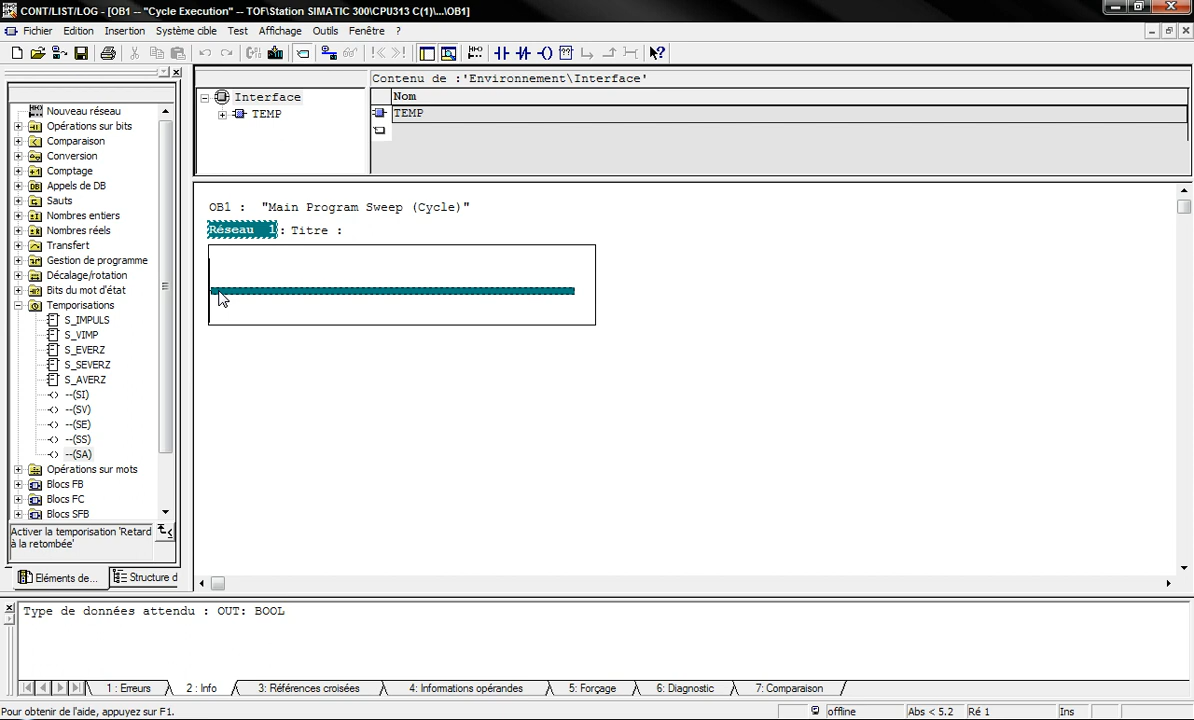 CONT/LIST/LOG - [OB1 -- "Cycle Execution" -- TOF\Station SIMATIC 300\CPU313 C(1)\...\OB1]
Fichier Edition Insertion Système cible Test Affichage Outils Fenêtre ?
Nouveau réseau
Opérations sur bits
Comparaison
Conversion
Comptage
Appels de DB
Sauts
Nombres entiers
Nombres réels
Transfert
Gestion de programme
Décalage/rotation
Bits du mot d'état
Temporisations
S_IMPULS
S_VIMP
S_EVERZ
S_SEVERZ
S_AVERZ
--(SI)
--(SV)
--(SE)
--(SS)
--(SA)
Opérations sur mots
Blocs FB
Blocs FC
Blocs SFB
Activer la temporisation 'Retard
à la retombée'
Eléments de... Structure d
Interface
TEMP
Contenu de :'Environnement\Interface'
Nom
TEMP
OB1 : "Main Program Sweep (Cycle)"
Réseau 1: Titre :
Type de données attendu : OUT: BOOL
1 : Erreurs 2 : Info 3: Références croisées 4: Informations opérandes 5: Forçage 6: Diagnostic 7: Comparaison
Pour obtenir de l'aide, appuyez sur F1. offline Abs < 5.2 Ré 1 Ins